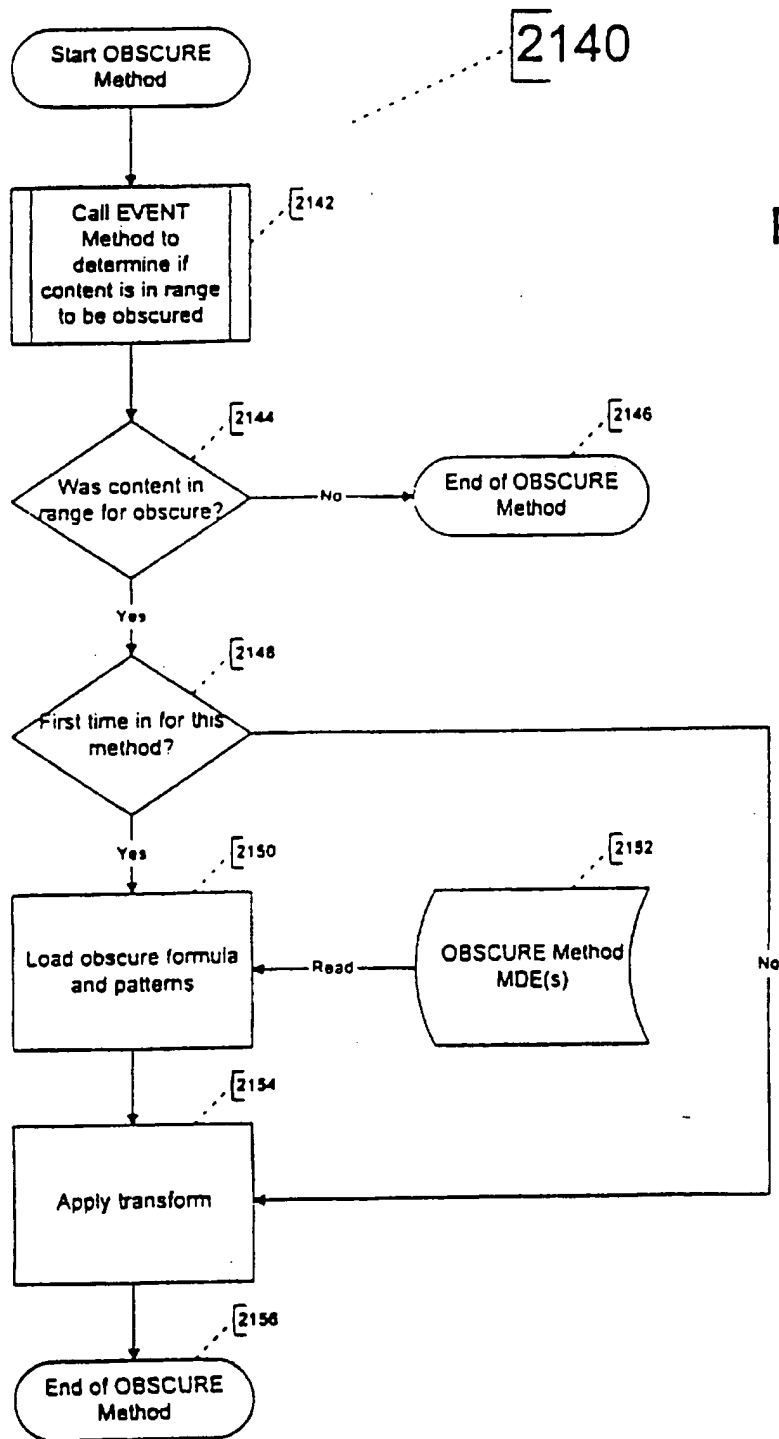 Start OBSCURE
Method
2140
Call EVENT
Method to
determine if
content is in range
to be obscured
2142
2144
Was content in
range for obscure?
No
2146
End of OBSCURE
Method
Yes
2148
First time in for this
method?
No
Yes
2150
Load obscure formula
and patterns
Read
2152
OBSCURE Method
MDE(s)
2154
Apply transform
2156
End of OBSCURE
Method